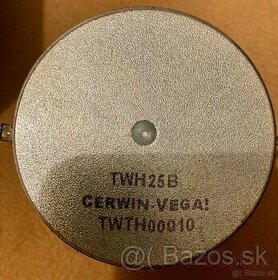 TWH25B
CERWIN-VEGA!
TWTH00010
Bazos.sk